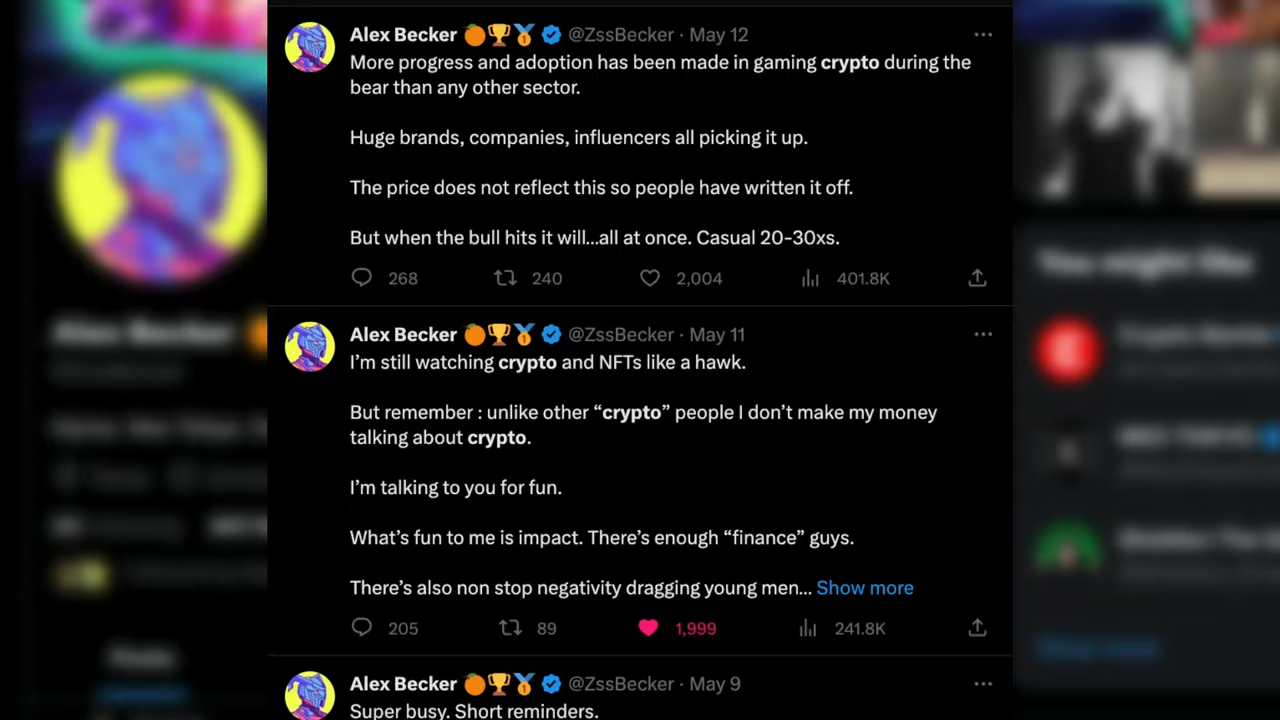 Alex Becker 🍊🏆🥇 @ZssBecker · May 12
More progress and adoption has been made in gaming crypto during the
bear than any other sector.
Huge brands, companies, influencers all picking it up.
The price does not reflect this so people have written it off.
But when the bull hits it will...all at once. Casual 20-30xs.
268 240 2,004 401.8K
Alex Becker 🍊🏆🥇 @ZssBecker · May 11
I'm still watching crypto and NFTs like a hawk.
But remember : unlike other “crypto” people I don't make my money
talking about crypto.
I'm talking to you for fun.
What's fun to me is impact. There's enough “finance” guys.
There's also non stop negativity dragging young men... Show more
205 89 1,999 241.8K
Alex Becker 🍊🏆🥇 @ZssBecker · May 9
Super busy. Short reminders.
Alex Becker
You might like